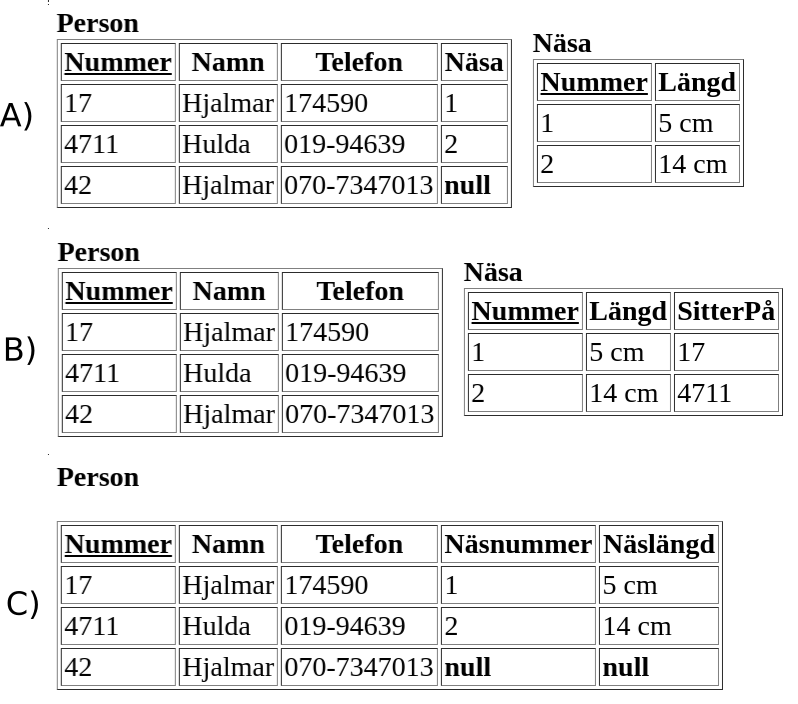 Person
Nummer Namn Telefon Näsa
17 Hjalmar 174590 1
4711 Hulda 019-94639 2
42 Hjalmar 070-7347013 null
Näsa
Nummer Längd
1 5 cm
2 14 cm
A)
Person
Nummer Namn Telefon
17 Hjalmar 174590
4711 Hulda 019-94639
42 Hjalmar 070-7347013
Näsa
Nummer Längd SitterPå
1 5 cm 17
2 14 cm 4711
B)
Person
Nummer Namn Telefon Näsnummer Näslängd
17 Hjalmar 174590 1 5 cm
4711 Hulda 019-94639 2 14 cm
42 Hjalmar 070-7347013 null null
C)